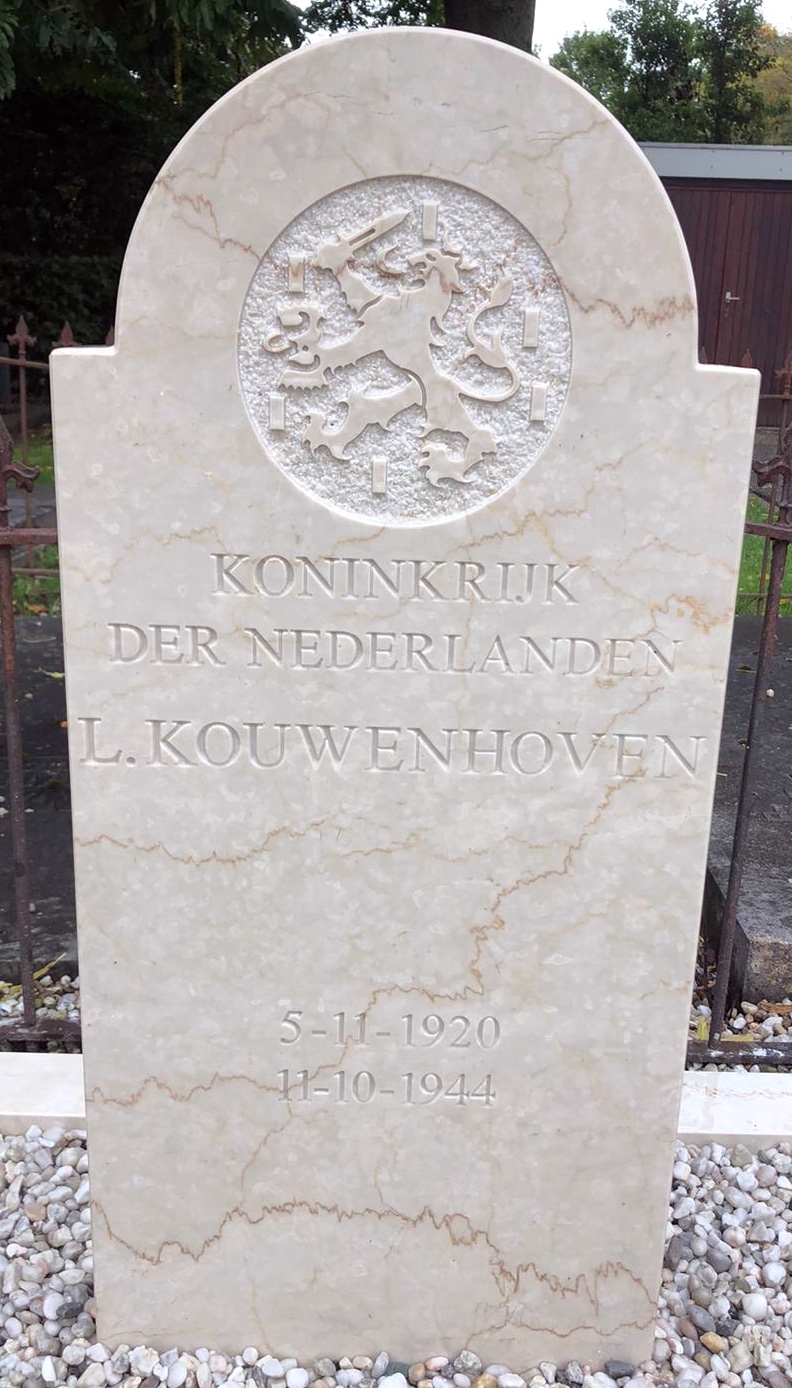 KONINKRIJK
DER NEDERLANDEN
L. KOUWENHOVEN
5-11-1920
11-10-1944